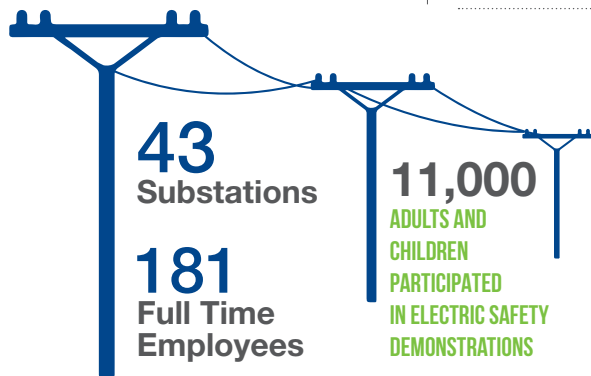 43
Substations
181
Full Time
Employees
11,000
ADULTS AND
CHILDREN
PARTICIPATED
IN ELECTRIC SAFETY
DEMONSTRATIONS